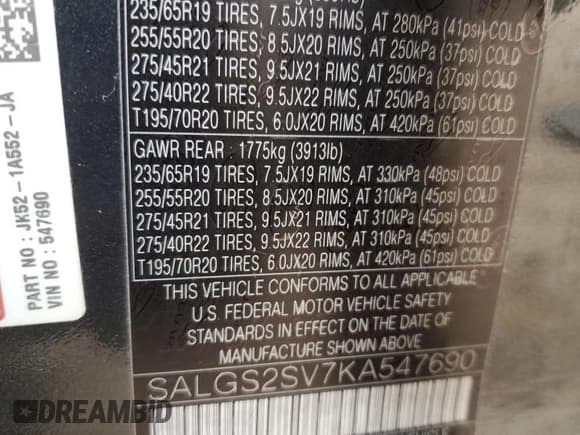 235/65R19 TIRES, 7.5JX19 RIMS, AT 280kPa (41psi) COLD
255/55R20 TIRES, 8.5JX20 RIMS, AT 250kPa (37psi) COLD
275/45R21 TIRES, 9.5JX21 RIMS, AT 250kPa (37psi) COLD
275/40R22 TIRES, 9.5JX22 RIMS, AT 250kPa (37psi) COLD
T195/70R20 TIRES, 6.0JX20 RIMS, AT 420kPa (61psi) COLD
GAWR REAR : 1775kg (3913lb)
235/65R19 TIRES, 7.5JX19 RIMS, AT 330kPa (48psi) COLD
255/55R20 TIRES, 8.5JX20 RIMS, AT 310kPa (45psi) COLD
275/45R21 TIRES, 9.5JX21 RIMS, AT 310kPa (45psi) COLD
275/40R22 TIRES, 9.5JX22 RIMS, AT 310kPa (45psi) COLD
T195/70R20 TIRES, 6.0JX20 RIMS, AT 420kPa (61psi) COLD
THIS VEHICLE CONFORMS TO ALL APPLICABLE
U.S. FEDERAL MOTOR VEHICLE SAFETY
STANDARDS IN EFFECT ON THE DATE OF
MANUFACTURE SHOWN ABOVE.
SALGS2SV7KA547690
PART NO : JK52-1A552-JA
VIN NO : 547690
DREAMBID